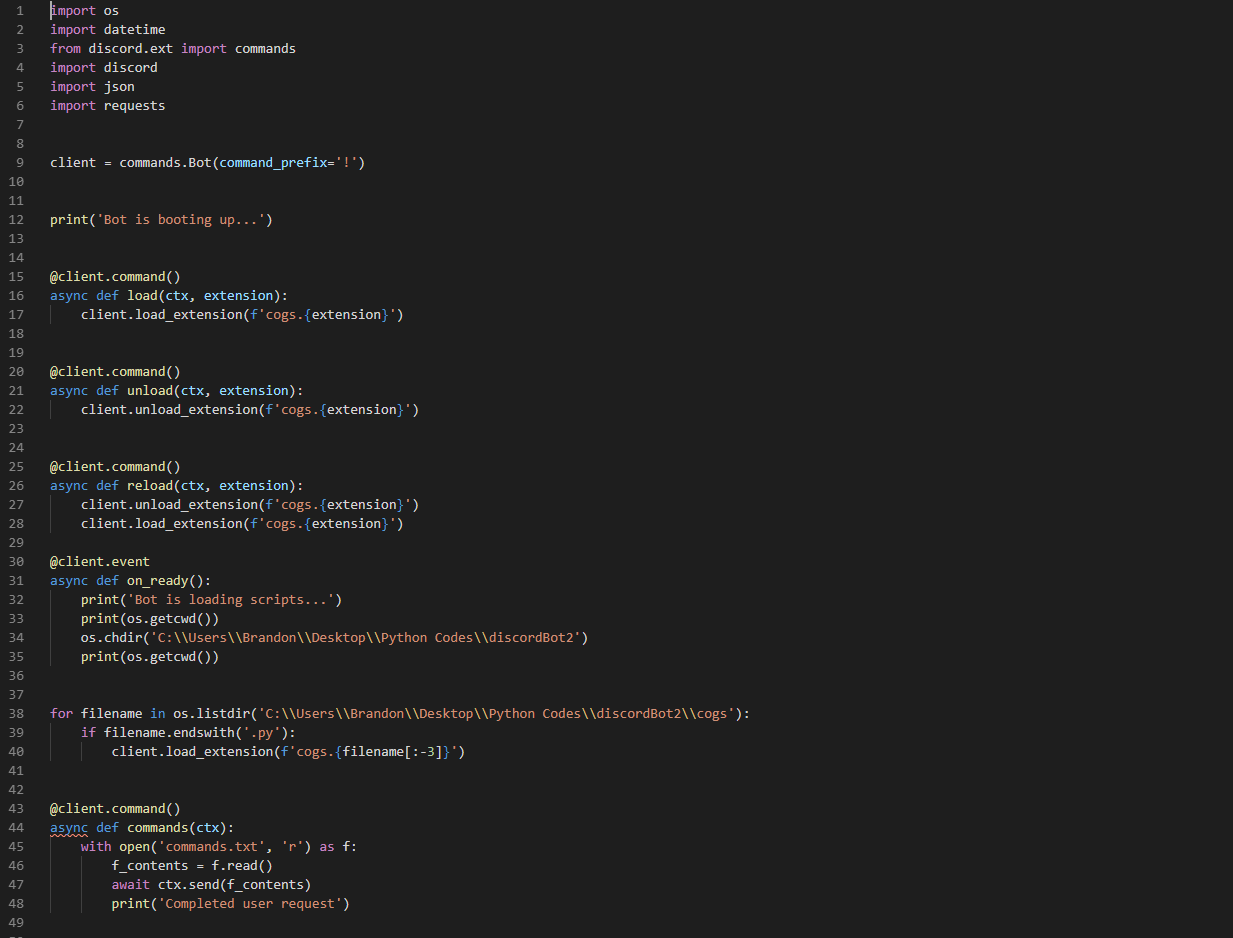 1 import os
2 import datetime
3 from discord.ext import commands
4 import discord
5 import json
6 import requests
7
8
9 client = commands.Bot(command_prefix='!')
10
11
12 print('Bot is booting up...')
13
14
15 @client.command()
16 async def load(ctx, extension):
17     client.load_extension(f'cogs.{extension}')
18
19
20 @client.command()
21 async def unload(ctx, extension):
22     client.unload_extension(f'cogs.{extension}')
23
24
25 @client.command()
26 async def reload(ctx, extension):
27     client.unload_extension(f'cogs.{extension}')
28     client.load_extension(f'cogs.{extension}')
29
30 @client.event
31 async def on_ready():
32     print('Bot is loading scripts...')
33     print(os.getcwd())
34     os.chdir('C:\\Users\\Brandon\\Desktop\\Python Codes\\discordBot2')
35     print(os.getcwd())
36
37
38 for filename in os.listdir('C:\\Users\\Brandon\\Desktop\\Python Codes\\discordBot2\\cogs'):
39     if filename.endswith('.py'):
40         client.load_extension(f'cogs.{filename[:-3]}')
41
42
43 @client.command()
44 async def commands(ctx):
45     with open('commands.txt', 'r') as f:
46         f_contents = f.read()
47         await ctx.send(f_contents)
48         print('Completed user request')
49